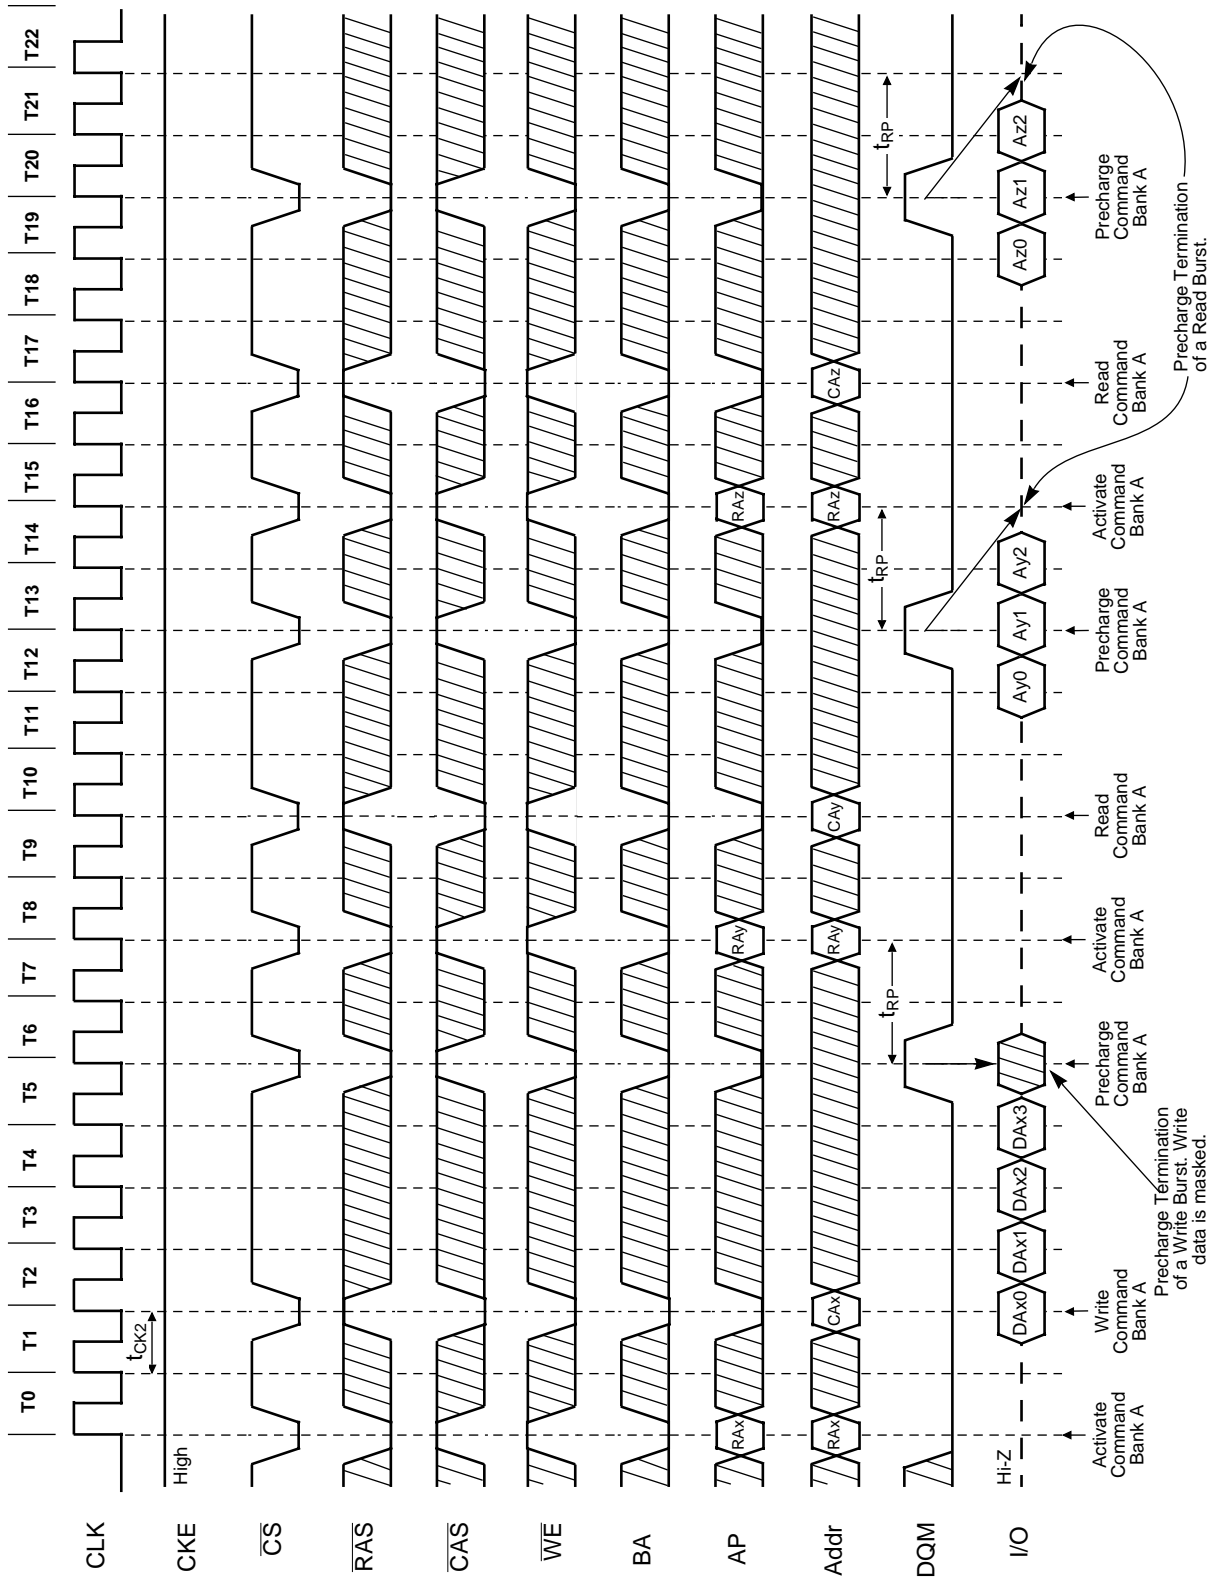 T0 T1 T2 T3 T4 T5 T6 T7 T8 T9 T10 T11 T12 T13 T14 T15 T16 T17 T18 T19 T20 T21 T22
CLK
tCK2
CKE
High
CS
RAS
CAS
WE
BA
AP
RAx RAy RAz
Addr
RAx CAx RAy CAy RAz CAz
tRP tRP tRP
DQM
I/O
Hi-Z
DAx0 DAx1 DAx2 DAx3 Ay0 Ay1 Ay2 Az0 Az1 Az2
Activate
Command
Bank A
Write
Command
Bank A
Precharge
Command
Bank A
Activate
Command
Bank A
Read
Command
Bank A
Precharge
Command
Bank A
Activate
Command
Bank A
Read
Command
Bank A
Precharge
Command
Bank A
Precharge Termination
of a Write Burst. Write
data is masked.
Precharge Termination
of a Read Burst.